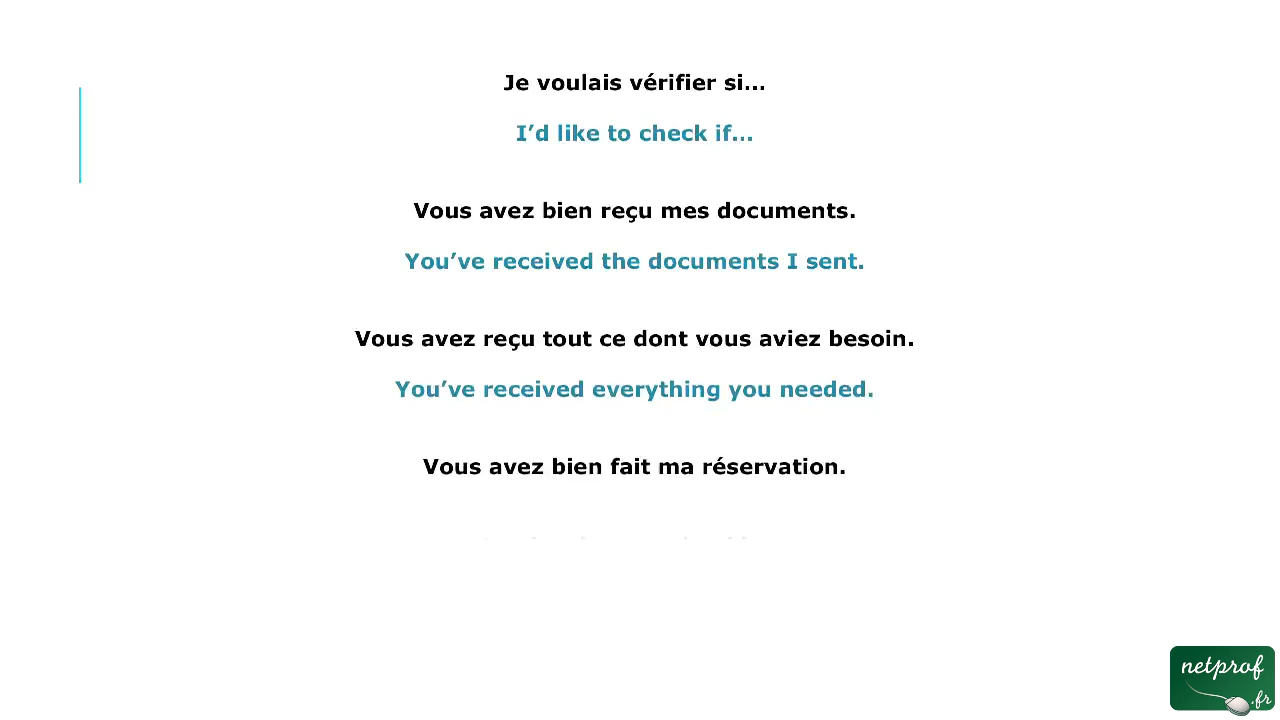 Je voulais vérifier si...
I’d like to check if...
Vous avez bien reçu mes documents.
You’ve received the documents I sent.
Vous avez reçu tout ce dont vous aviez besoin.
You’ve received everything you needed.
Vous avez bien fait ma réservation.
netprof
.fr